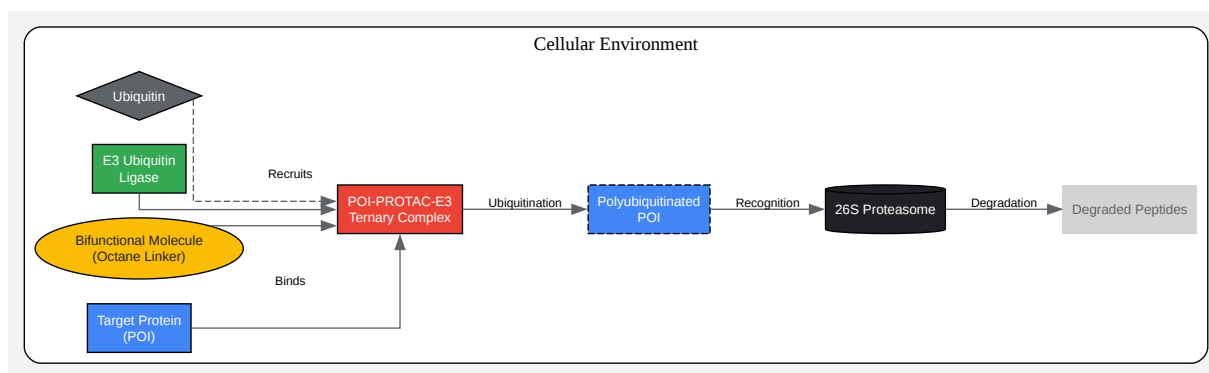 Cellular Environment
Ubiquitin
E3 Ubiquitin
Ligase
Recruits
Bifunctional Molecule
(Octane Linker)
Binds
Target Protein
(POI)
POI-PROTAC-E3
Ternary Complex
Ubiquitination
Polyubiquitinated
POI
Recognition
26S Proteasome
Degradation
Degraded Peptides